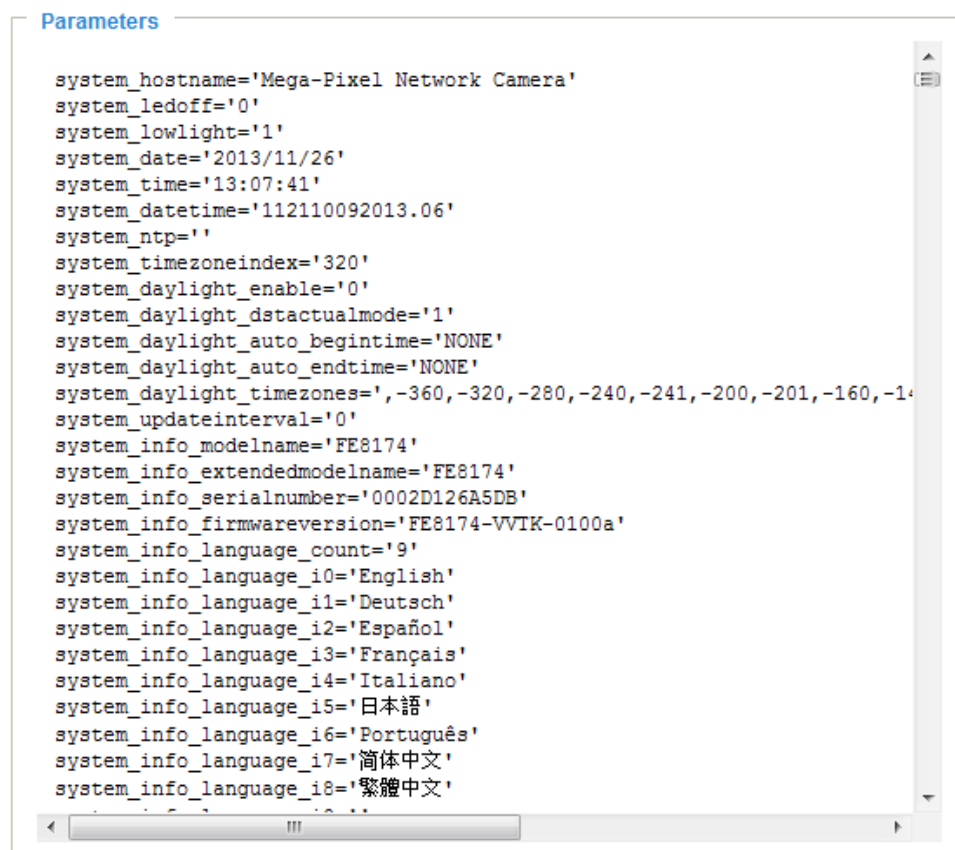 Parameters
system_hostname='Mega-Pixel Network Camera'
system_ledoff='0'
system_lowlight='1'
system_date='2013/11/26'
system_time='13:07:41'
system_datetime='112110092013.06'
system_ntp=''
system_timezoneindex='320'
system_daylight_enable='0'
system_daylight_dstactualmode='1'
system_daylight_auto_begintime='NONE'
system_daylight_auto_endtime='NONE'
system_daylight_timezones=',-360,-320,-280,-240,-241,-200,-201,-160,-14
system_updateinterval='0'
system_info_modelname='FE8174'
system_info_extendedmodelname='FE8174'
system_info_serialnumber='0002D126A5DB'
system_info_firmwareversion='FE8174-VVTK-0100a'
system_info_language_count='9'
system_info_language_i0='English'
system_info_language_i1='Deutsch'
system_info_language_i2='Español'
system_info_language_i3='Français'
system_info_language_i4='Italiano'
system_info_language_i5='日本語'
system_info_language_i6='Português'
system_info_language_i7='简体中文'
system_info_language_i8='繁體中文'